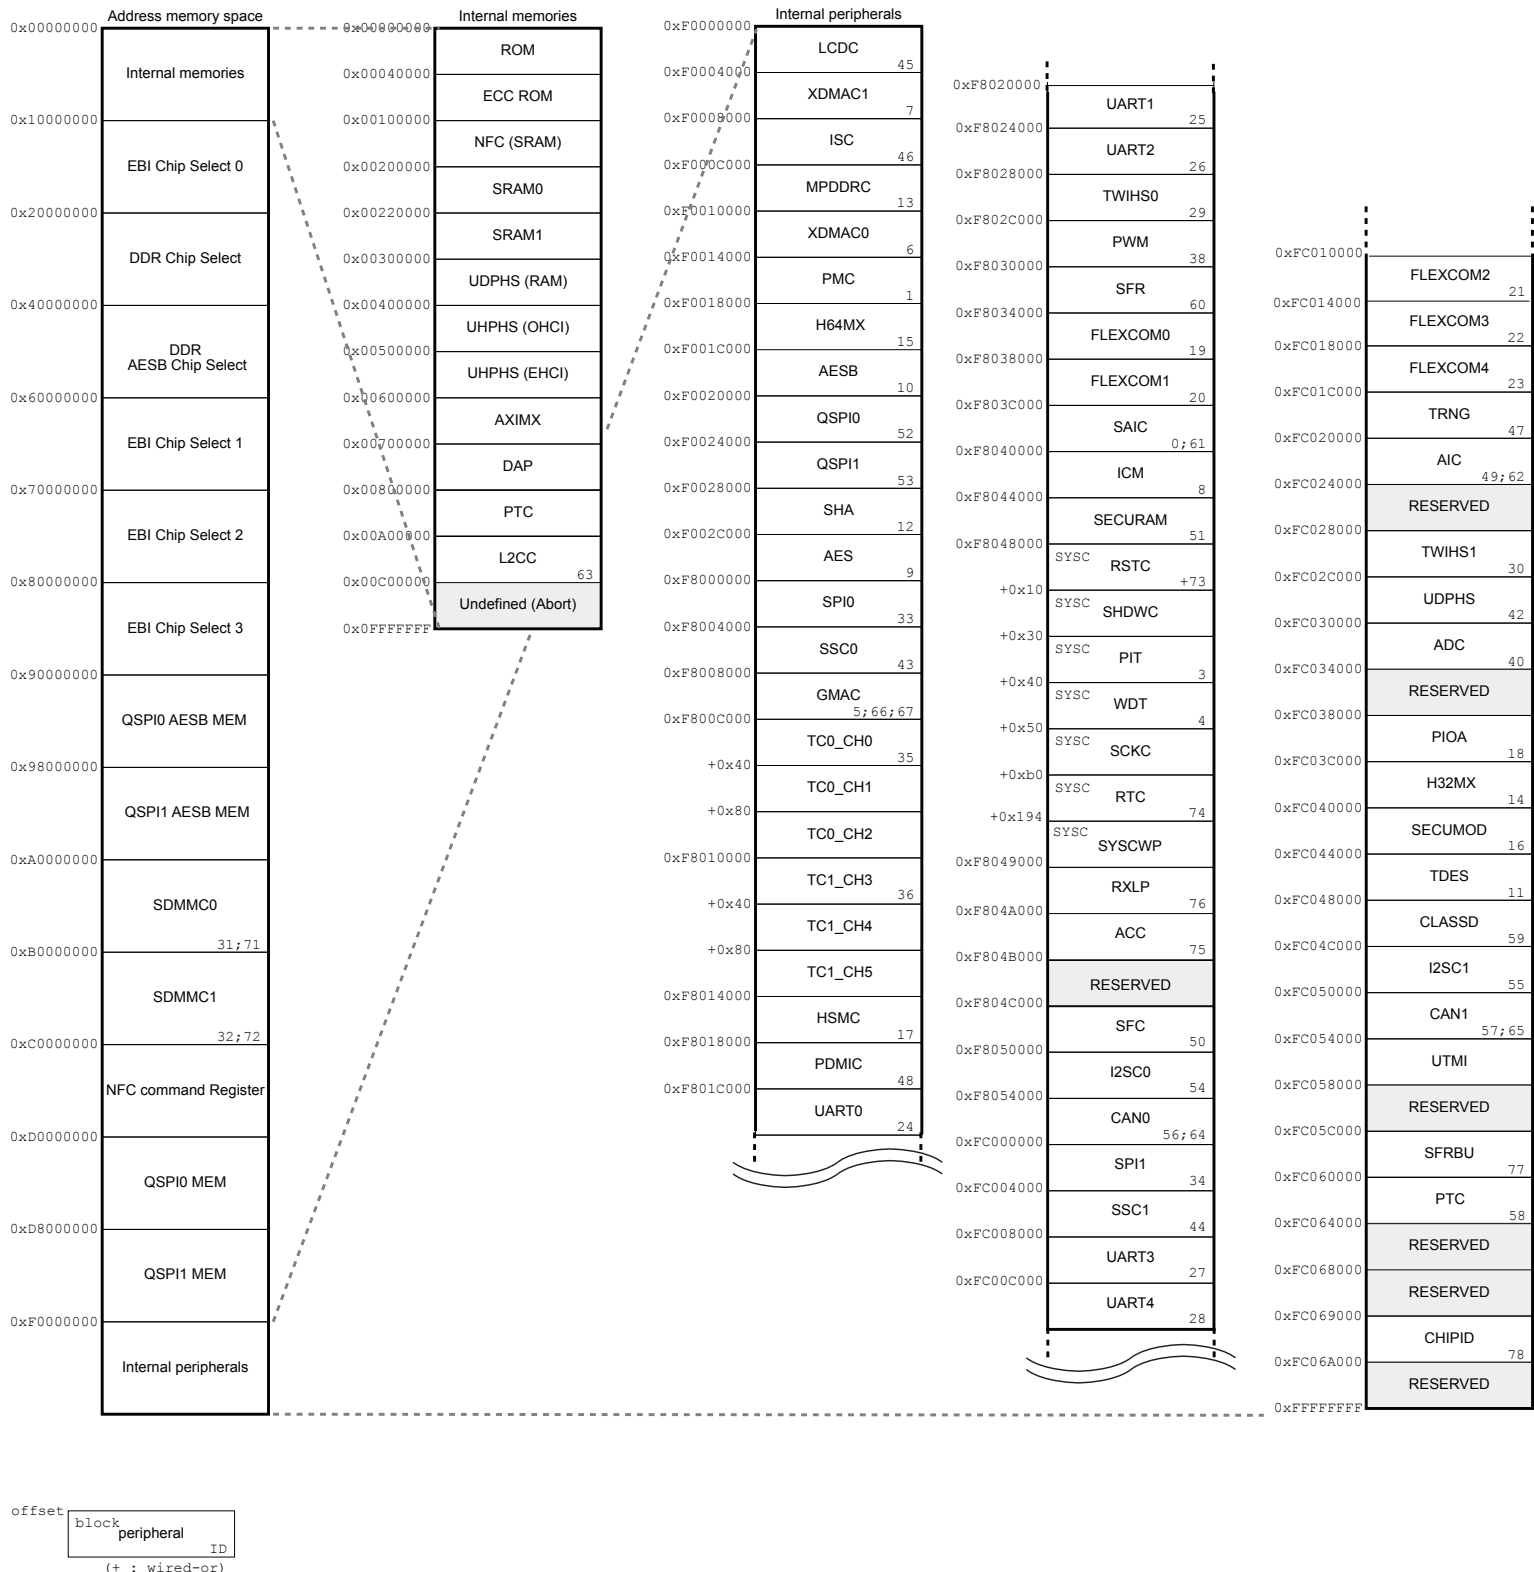 Address memory space
0x00000000
Internal memories
0x10000000
EBI Chip Select 0
0x20000000
DDR Chip Select
0x40000000
DDR
AESB Chip Select
0x60000000
EBI Chip Select 1
0x70000000
EBI Chip Select 2
0x80000000
EBI Chip Select 3
0x90000000
QSPI0 AESB MEM
0x98000000
QSPI1 AESB MEM
0xA0000000
SDMMC0
31;71
0xB0000000
SDMMC1
32;72
0xC0000000
NFC command Register
0xD0000000
QSPI0 MEM
0xD8000000
QSPI1 MEM
0xF0000000
Internal peripherals
Internal memories
0x00000000
ROM
0x00040000
ECC ROM
0x00100000
NFC (SRAM)
0x00200000
SRAM0
0x00220000
SRAM1
0x00300000
UDPHS (RAM)
0x00400000
UHPHS (OHCI)
0x00500000
UHPHS (EHCI)
0x00600000
AXIMX
0x00700000
DAP
0x00800000
PTC
0x00A00000
L2CC
63
0x00C00000
Undefined (Abort)
0x0FFFFFFF
Internal peripherals
0xF0000000
LCDC
45
0xF0004000
XDMAC1
7
0xF0008000
ISC
46
0xF000C000
MPDDRC
13
0xF0010000
XDMAC0
6
0xF0014000
PMC
1
0xF0018000
H64MX
15
0xF001C000
AESB
10
0xF0020000
QSPI0
52
0xF0024000
QSPI1
53
0xF0028000
SHA
12
0xF002C000
AES
9
0xF8000000
SPI0
33
0xF8004000
SSC0
43
0xF8008000
GMAC
5;66;67
0xF800C000
TC0_CH0
35
+0x40
TC0_CH1
+0x80
TC0_CH2
0xF8010000
TC1_CH3
36
+0x40
TC1_CH4
+0x80
TC1_CH5
0xF8014000
HSMC
17
0xF8018000
PDMIC
48
0xF801C000
UART0
24
0xF8020000
UART1
25
0xF8024000
UART2
26
0xF8028000
TWIHS0
29
0xF802C000
PWM
38
0xF8030000
SFR
60
0xF8034000
FLEXCOM0
19
0xF8038000
FLEXCOM1
20
0xF803C000
SAIC
0;61
0xF8040000
ICM
8
0xF8044000
SECURAM
51
0xF8048000
SYSC
RSTC
+73
+0x10
SYSC
SHDWC
+0x30
SYSC
PIT
3
+0x40
SYSC
WDT
4
+0x50
SYSC
SCKC
+0xb0
SYSC
RTC
74
+0x194
SYSC
SYSCWP
0xF8049000
RXLP
76
0xF804A000
ACC
75
0xF804B000
RESERVED
0xF804C000
SFC
50
0xF8050000
I2SC0
54
0xF8054000
CAN0
56;64
0xFC000000
SPI1
34
0xFC004000
SSC1
44
0xFC008000
UART3
27
0xFC00C000
UART4
28
0xFC010000
FLEXCOM2
21
0xFC014000
FLEXCOM3
22
0xFC018000
FLEXCOM4
23
0xFC01C000
TRNG
47
0xFC020000
AIC
49;62
0xFC024000
RESERVED
0xFC028000
TWIHS1
30
0xFC02C000
UDPHS
42
0xFC030000
ADC
40
0xFC034000
RESERVED
0xFC038000
PIOA
18
0xFC03C000
H32MX
14
0xFC040000
SECUMOD
16
0xFC044000
TDES
11
0xFC048000
CLASSD
59
0xFC04C000
I2SC1
55
0xFC050000
CAN1
57;65
0xFC054000
UTMI
0xFC058000
RESERVED
0xFC05C000
SFRBU
77
0xFC060000
PTC
58
0xFC064000
RESERVED
0xFC068000
RESERVED
0xFC069000
CHIPID
78
0xFC06A000
RESERVED
0xFFFFFFFF
offset
block
peripheral
ID
(+ : wired-or)